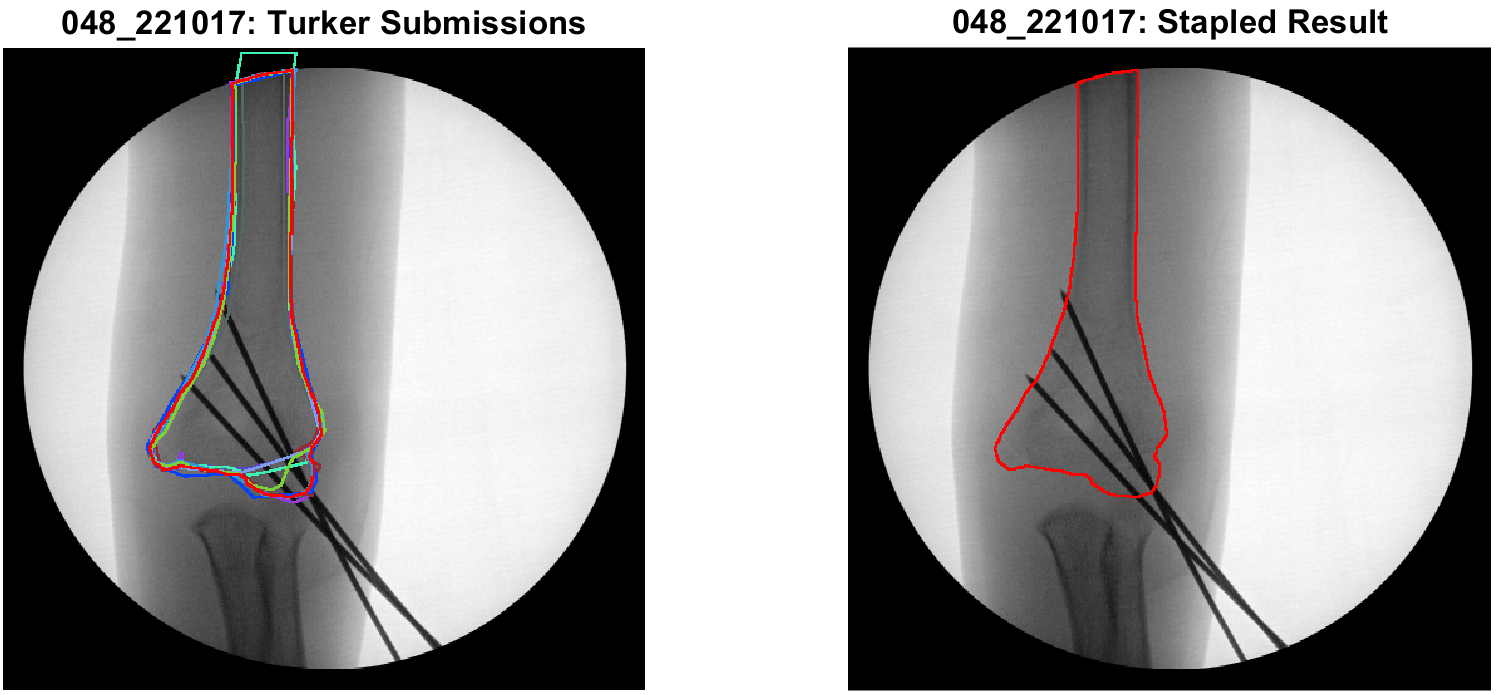 048_221017: Turker Submissions
048_221017: Stapled Result